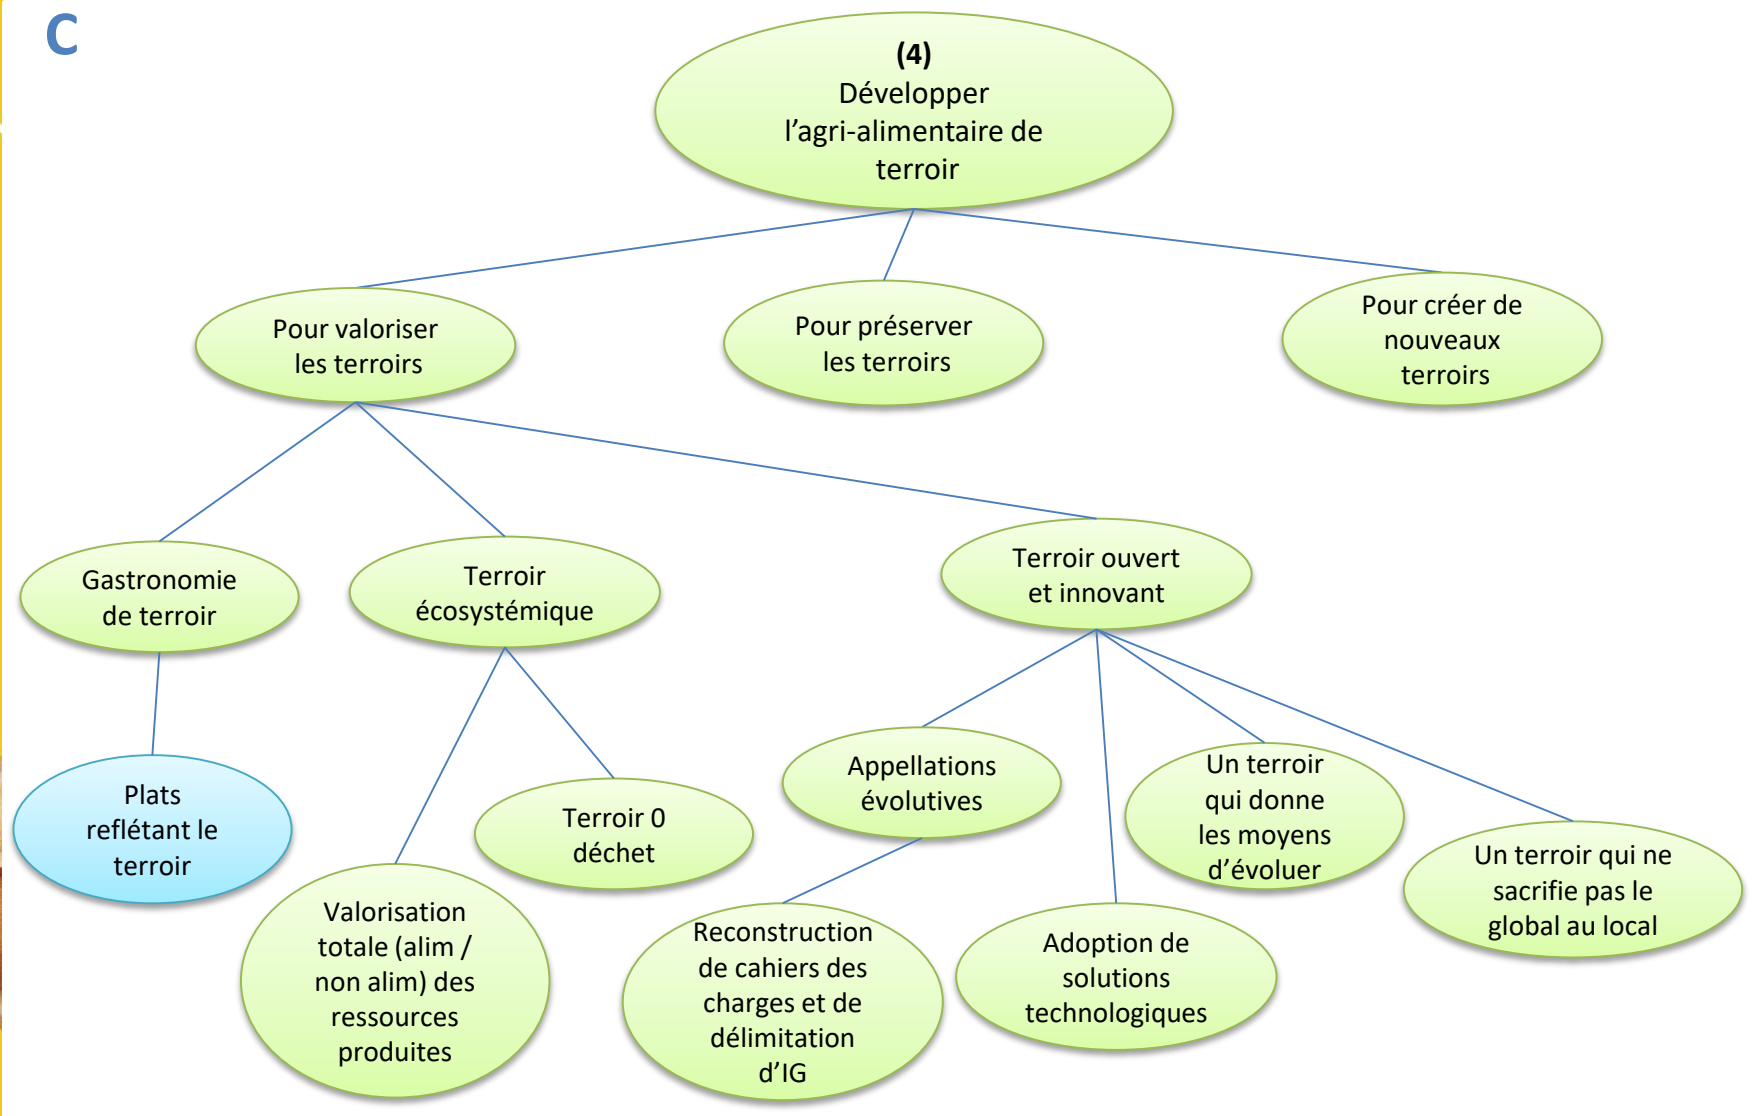 C
(4)
Développer
l’agri-alimentaire de
terroir
Pour valoriser
les terroirs
Pour préserver
les terroirs
Pour créer de
nouveaux
terroirs
Gastronomie
de terroir
Terroir
écosystémique
Terroir ouvert
et innovant
Plats
reflétant le
terroir
Valorisation
totale (alim /
non alim) des
ressources
produites
Terroir 0
déchet
Appellations
évolutives
Reconstruction
de cahiers des
charges et de
délimitation
d’IG
Adoption de
solutions
technologiques
Un terroir
qui donne
les moyens
d’évoluer
Un terroir qui ne
sacrifie pas le
global au local